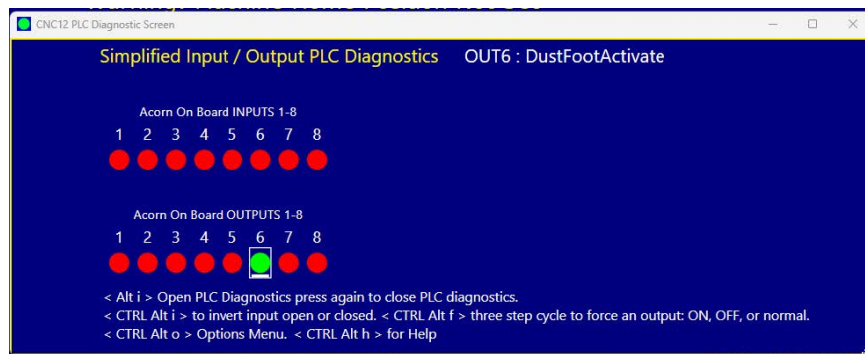 CNC12 PLC Diagnostic Screen
Simplified Input / Output PLC Diagnostics OUT6 : DustFootActivate
Acorn On Board INPUTS 1-8
1 2 3 4 5 6 7 8
Acorn On Board OUTPUTS 1-8
1 2 3 4 5 6 7 8
< Alt i > Open PLC Diagnostics press again to close PLC diagnostics.
< CTRL Alt i > to invert input open or closed. < CTRL Alt f > three step cycle to force an output: ON, OFF, or normal.
< CTRL Alt o > Options Menu. < CTRL Alt h > for Help